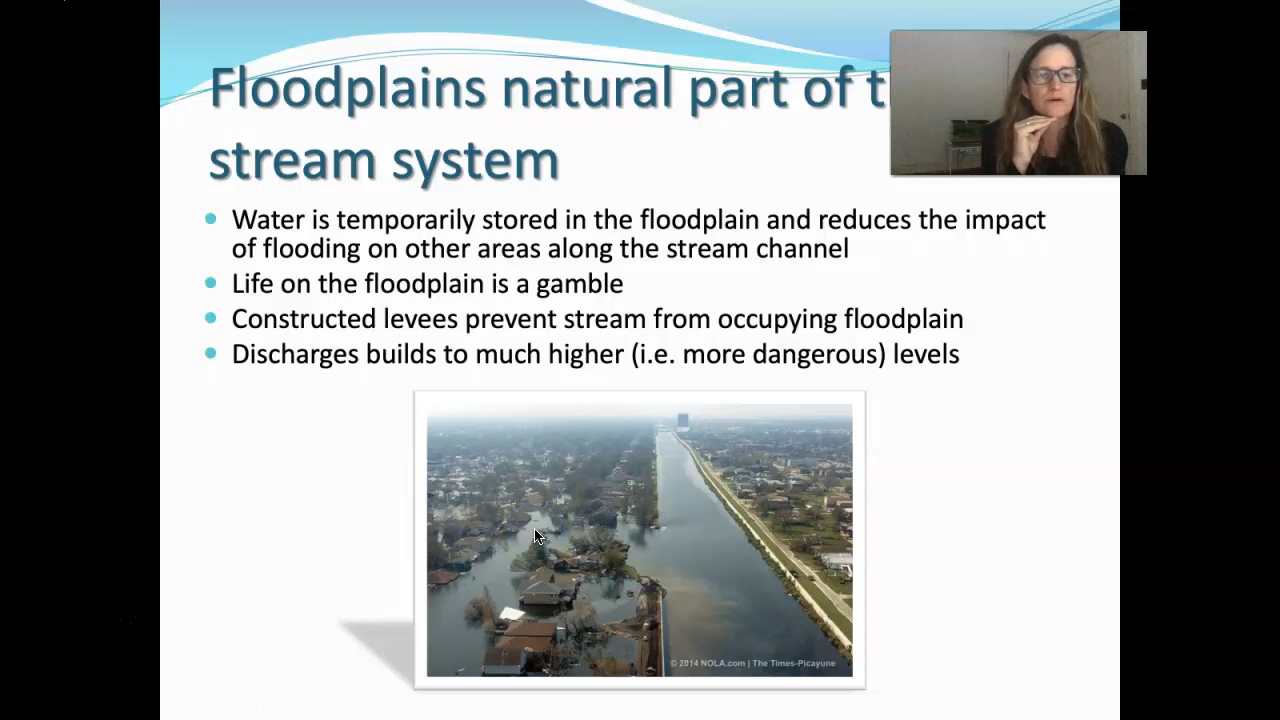 Floodplains natural part of t
stream system
Water is temporarily stored in the floodplain and reduces the impact
of flooding on other areas along the stream channel
Life on the floodplain is a gamble
Constructed levees prevent stream from occupying floodplain
Discharges builds to much higher (i.e. more dangerous) levels
© 2014 NOLA.com | The Times-Picayune